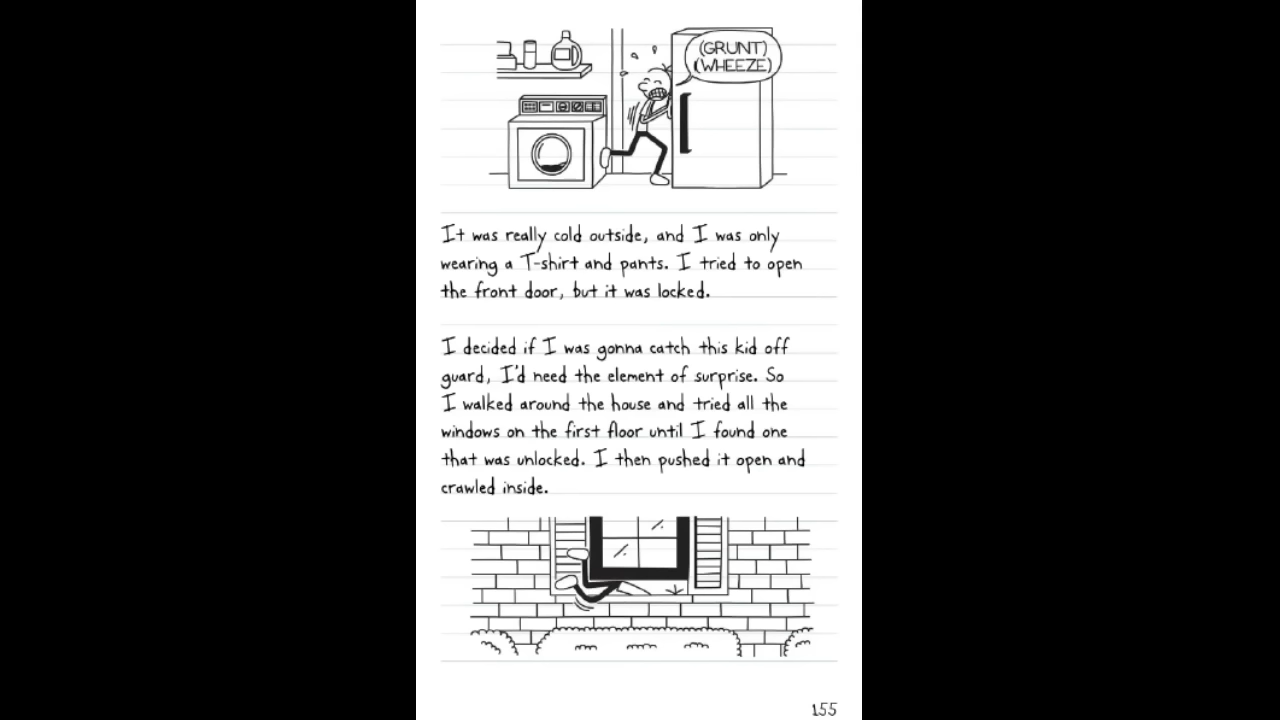 (GRUNT)
(WHEEZE)
It was really cold outside, and I was only
wearing a T-shirt and pants. I tried to open
the front door, but it was locked.
I decided if I was gonna catch this kid off
guard, I'd need the element of surprise. So
I walked around the house and tried all the
windows on the first floor until I found one
that was unlocked. I then pushed it open and
crawled inside.
155